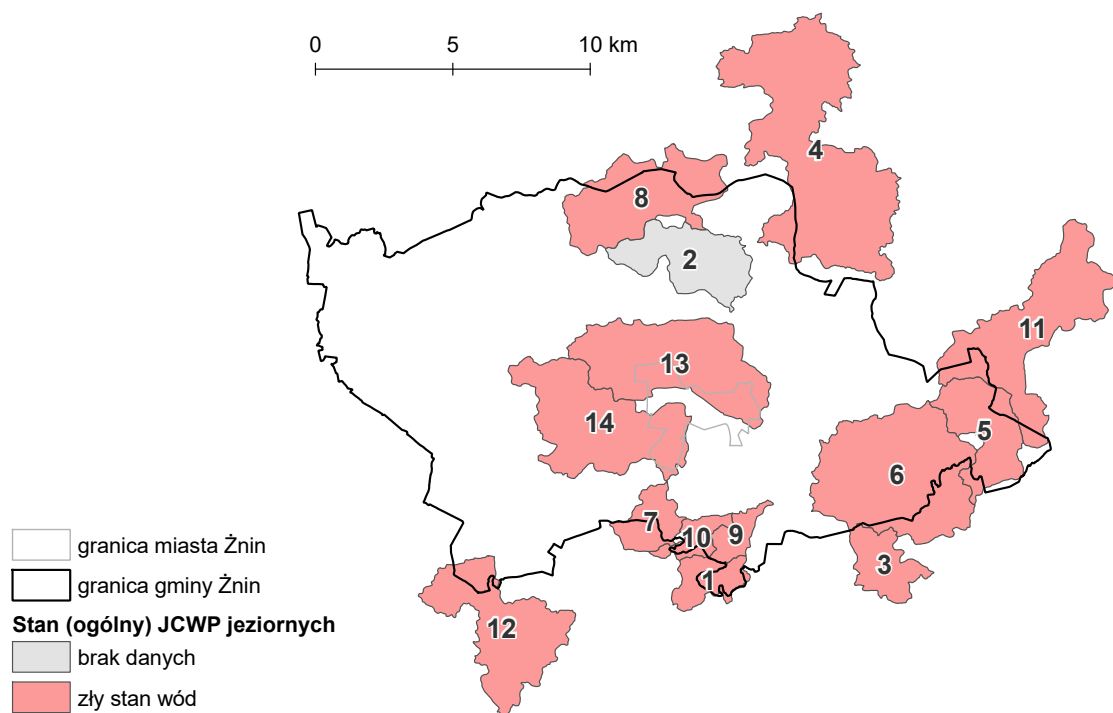 0 5 10 km
4
8
2
11
13
14
5
6
7
10
9
3
1
12
granica miasta Żnin
granica gminy Żnin
Stan (ogólny) JCWP jeziornych
brak danych
zły stan wód